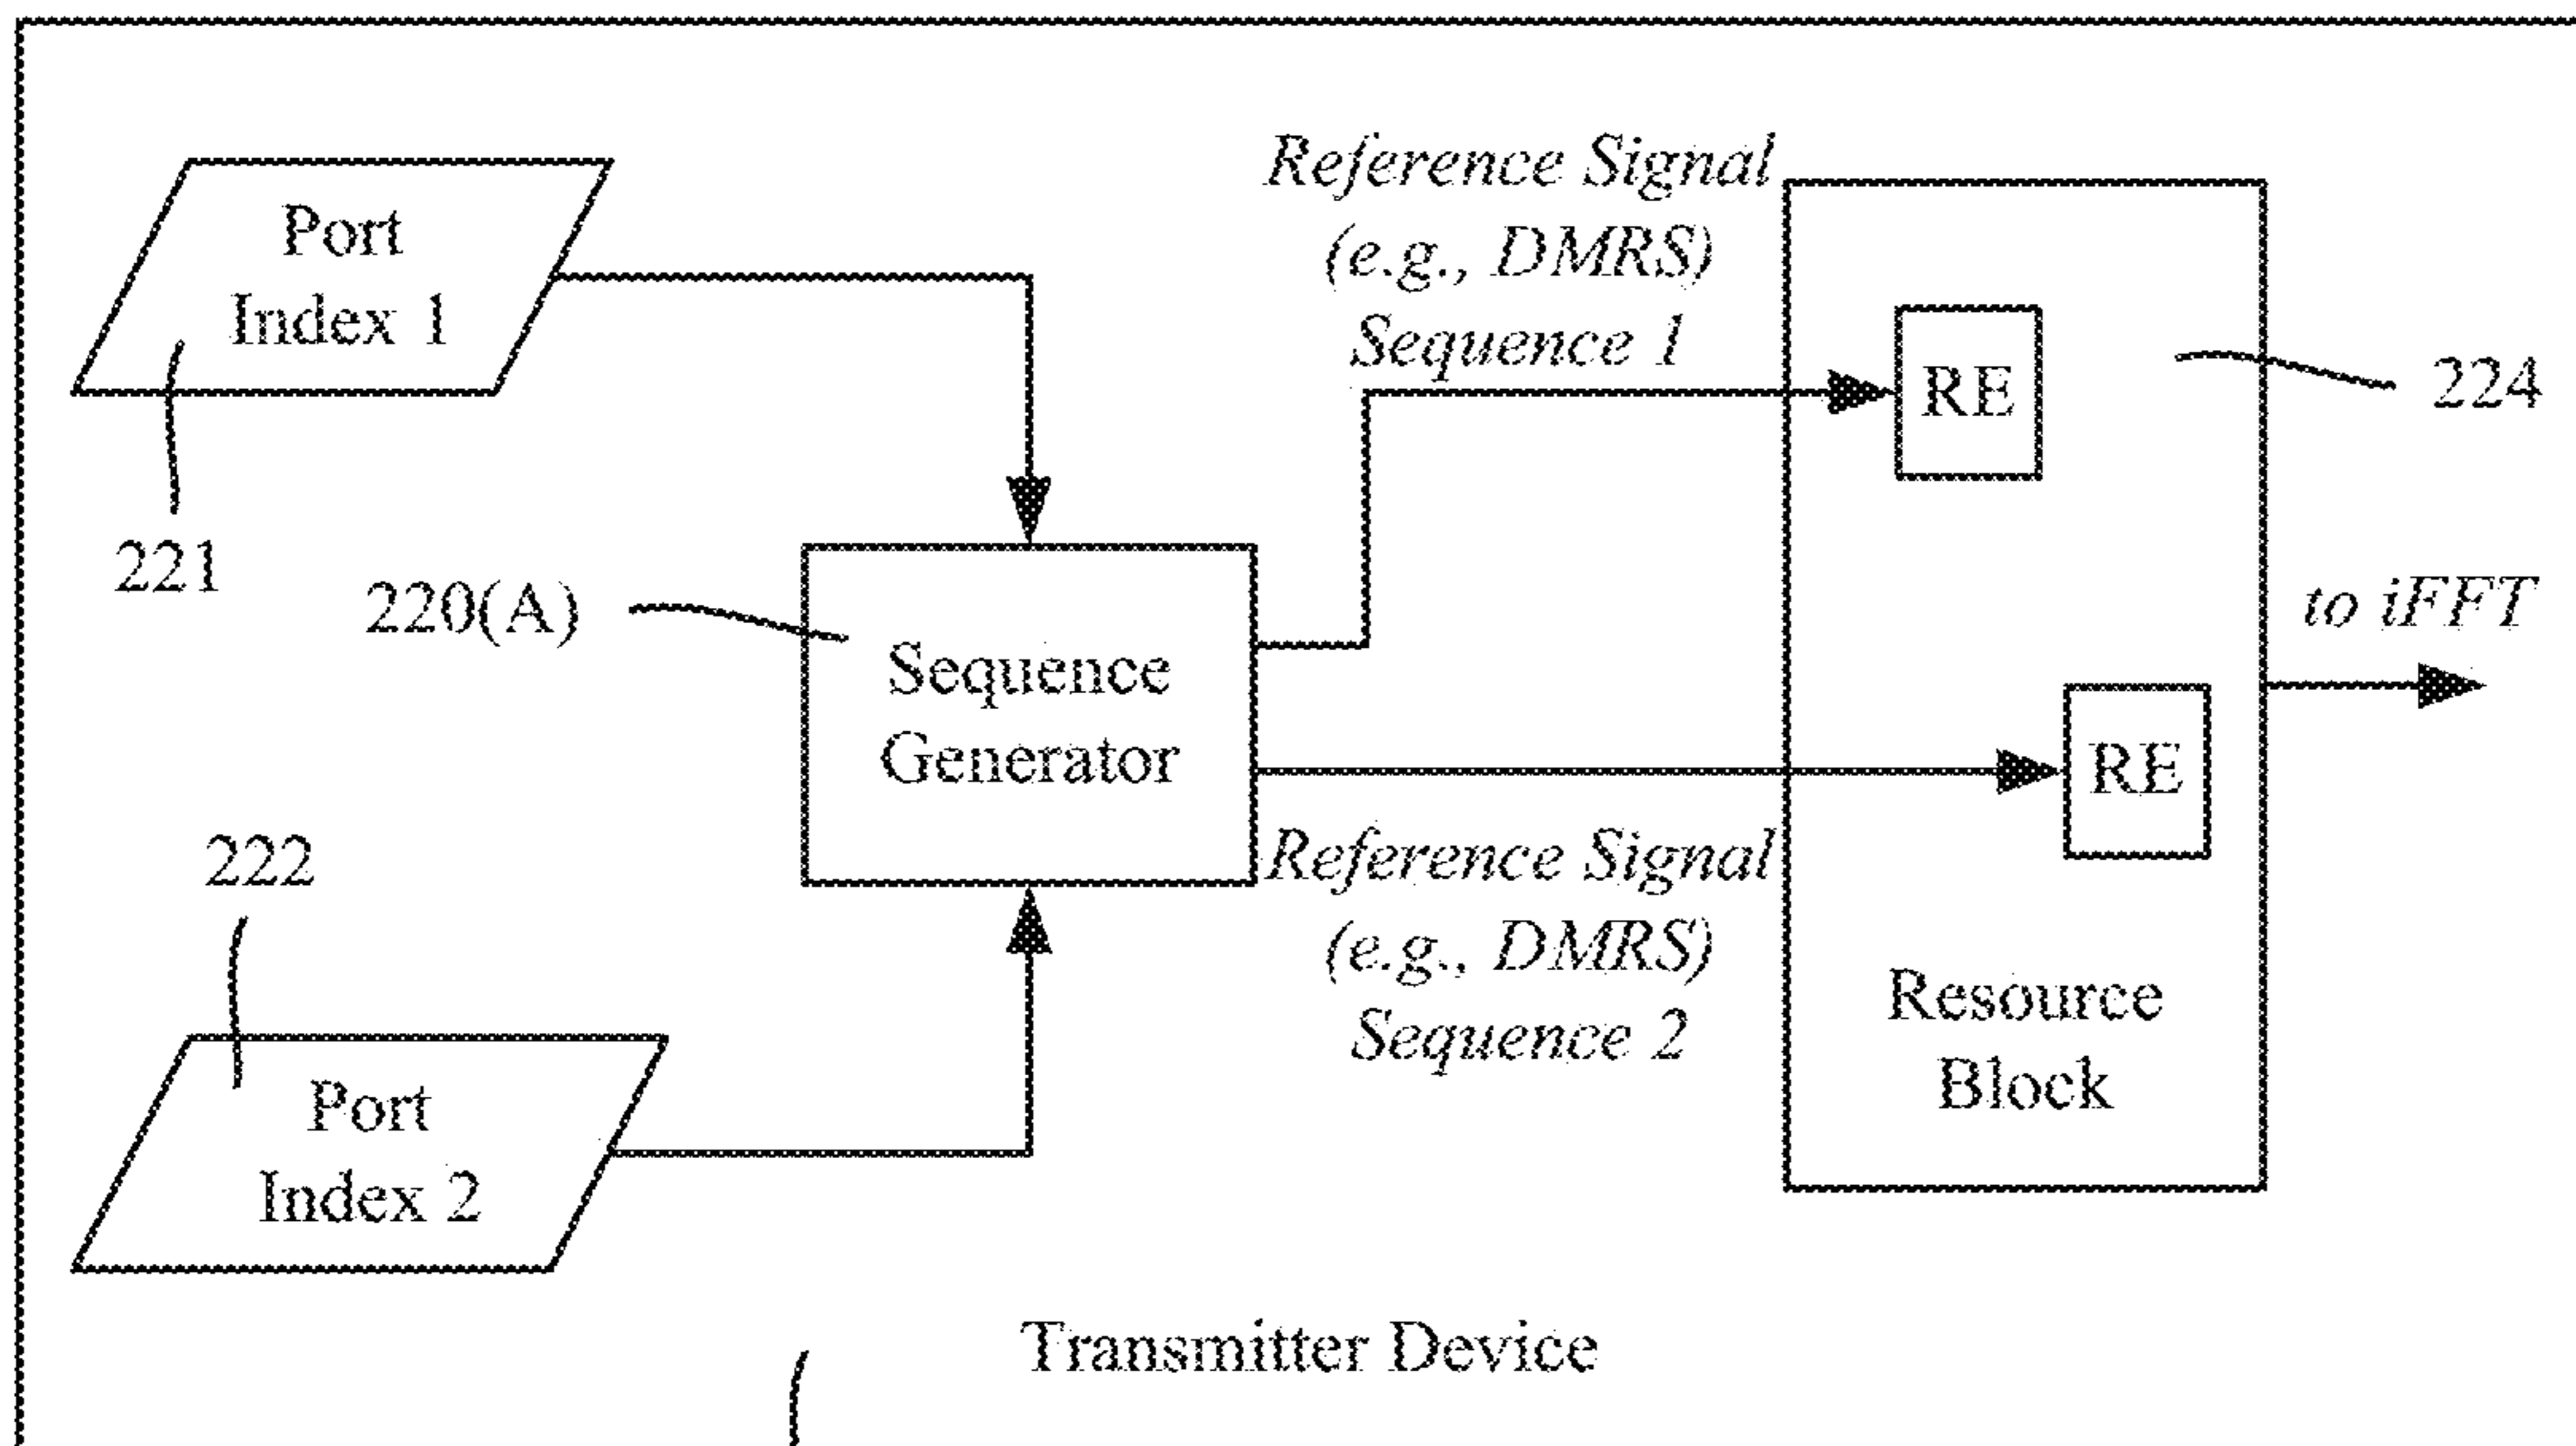 Port
Index 1
221
Reference Signal
(e.g., DMRS)
Sequence 1
RE
224
220(A)
Sequence
Generator
to iFFT
RE
222
Reference Signal
(e.g., DMRS)
Sequence 2
Resource
Block
Port
Index 2
Transmitter Device